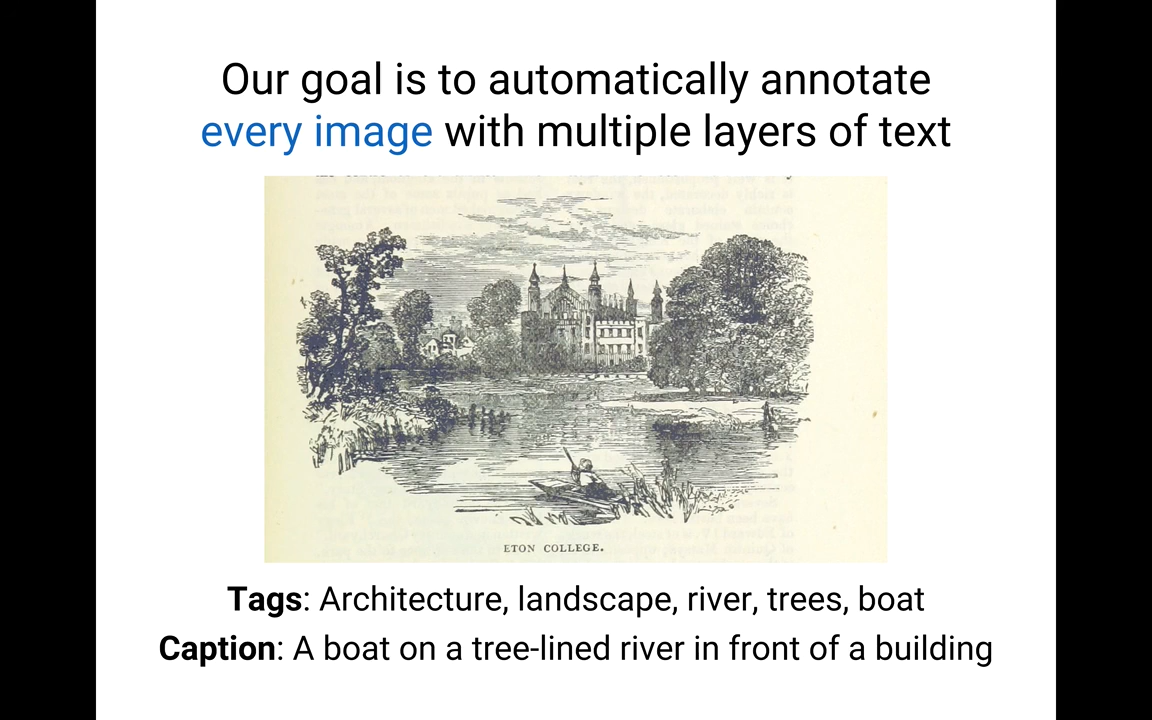 Our goal is to automatically annotate
every image with multiple layers of text
ETON COLLEGE.
Tags: Architecture, landscape, river, trees, boat
Caption: A boat on a tree-lined river in front of a building